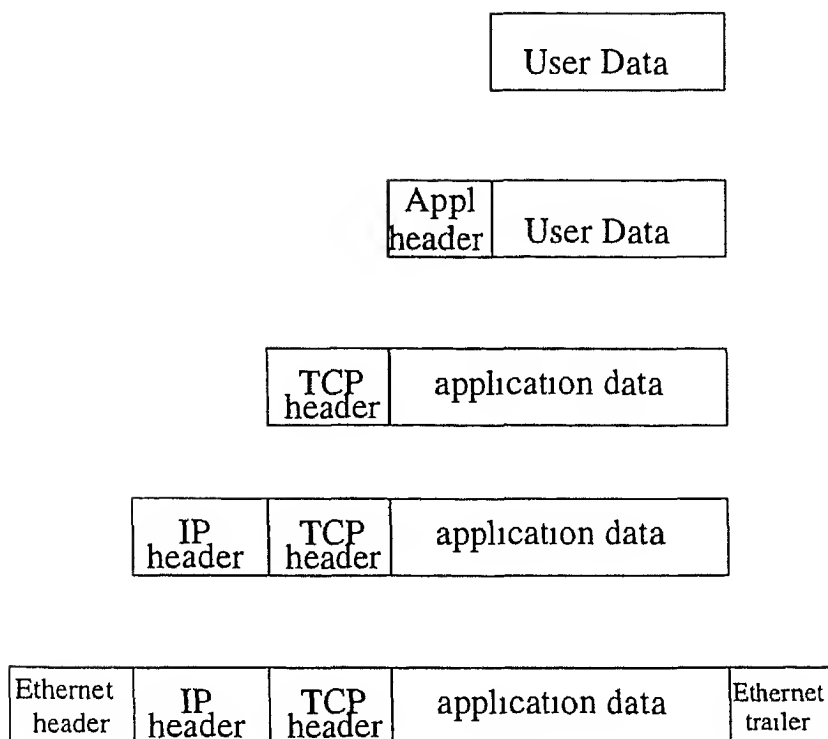 User Data
Appl
header
User Data
TCP
header
application data
IP
header
TCP
header
application data
Ethernet
header
IP
header
TCP
header
application data
Ethernet
trailer